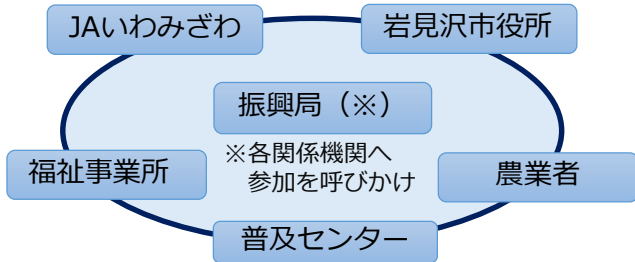 JAいわみざわ
岩見沢市役所
振興局（※）
※各関係機関へ
参加を呼びかけ
福祉事業所
農業者
普及センター